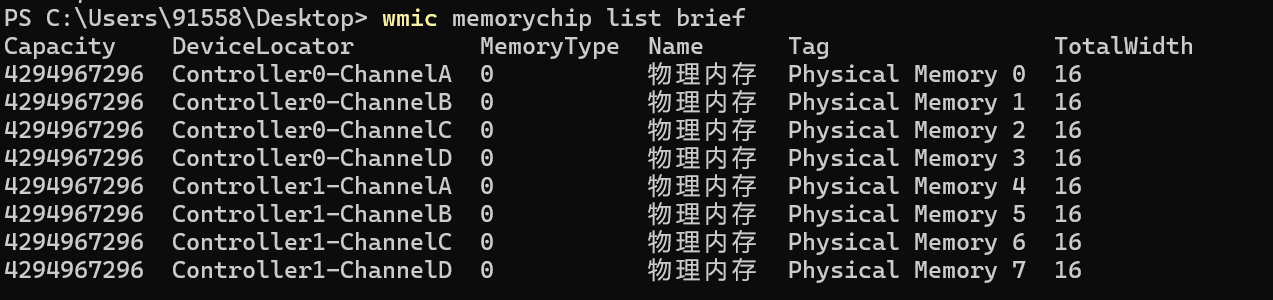 PS C:\Users\91558\Desktop> wmic memorychip list brief
Capacity    DeviceLocator         MemoryType  Name      Tag                TotalWidth
4294967296  Controller0-ChannelA  0           物理内存  Physical Memory 0  16
4294967296  Controller0-ChannelB  0           物理内存  Physical Memory 1  16
4294967296  Controller0-ChannelC  0           物理内存  Physical Memory 2  16
4294967296  Controller0-ChannelD  0           物理内存  Physical Memory 3  16
4294967296  Controller1-ChannelA  0           物理内存  Physical Memory 4  16
4294967296  Controller1-ChannelB  0           物理内存  Physical Memory 5  16
4294967296  Controller1-ChannelC  0           物理内存  Physical Memory 6  16
4294967296  Controller1-ChannelD  0           物理内存  Physical Memory 7  16